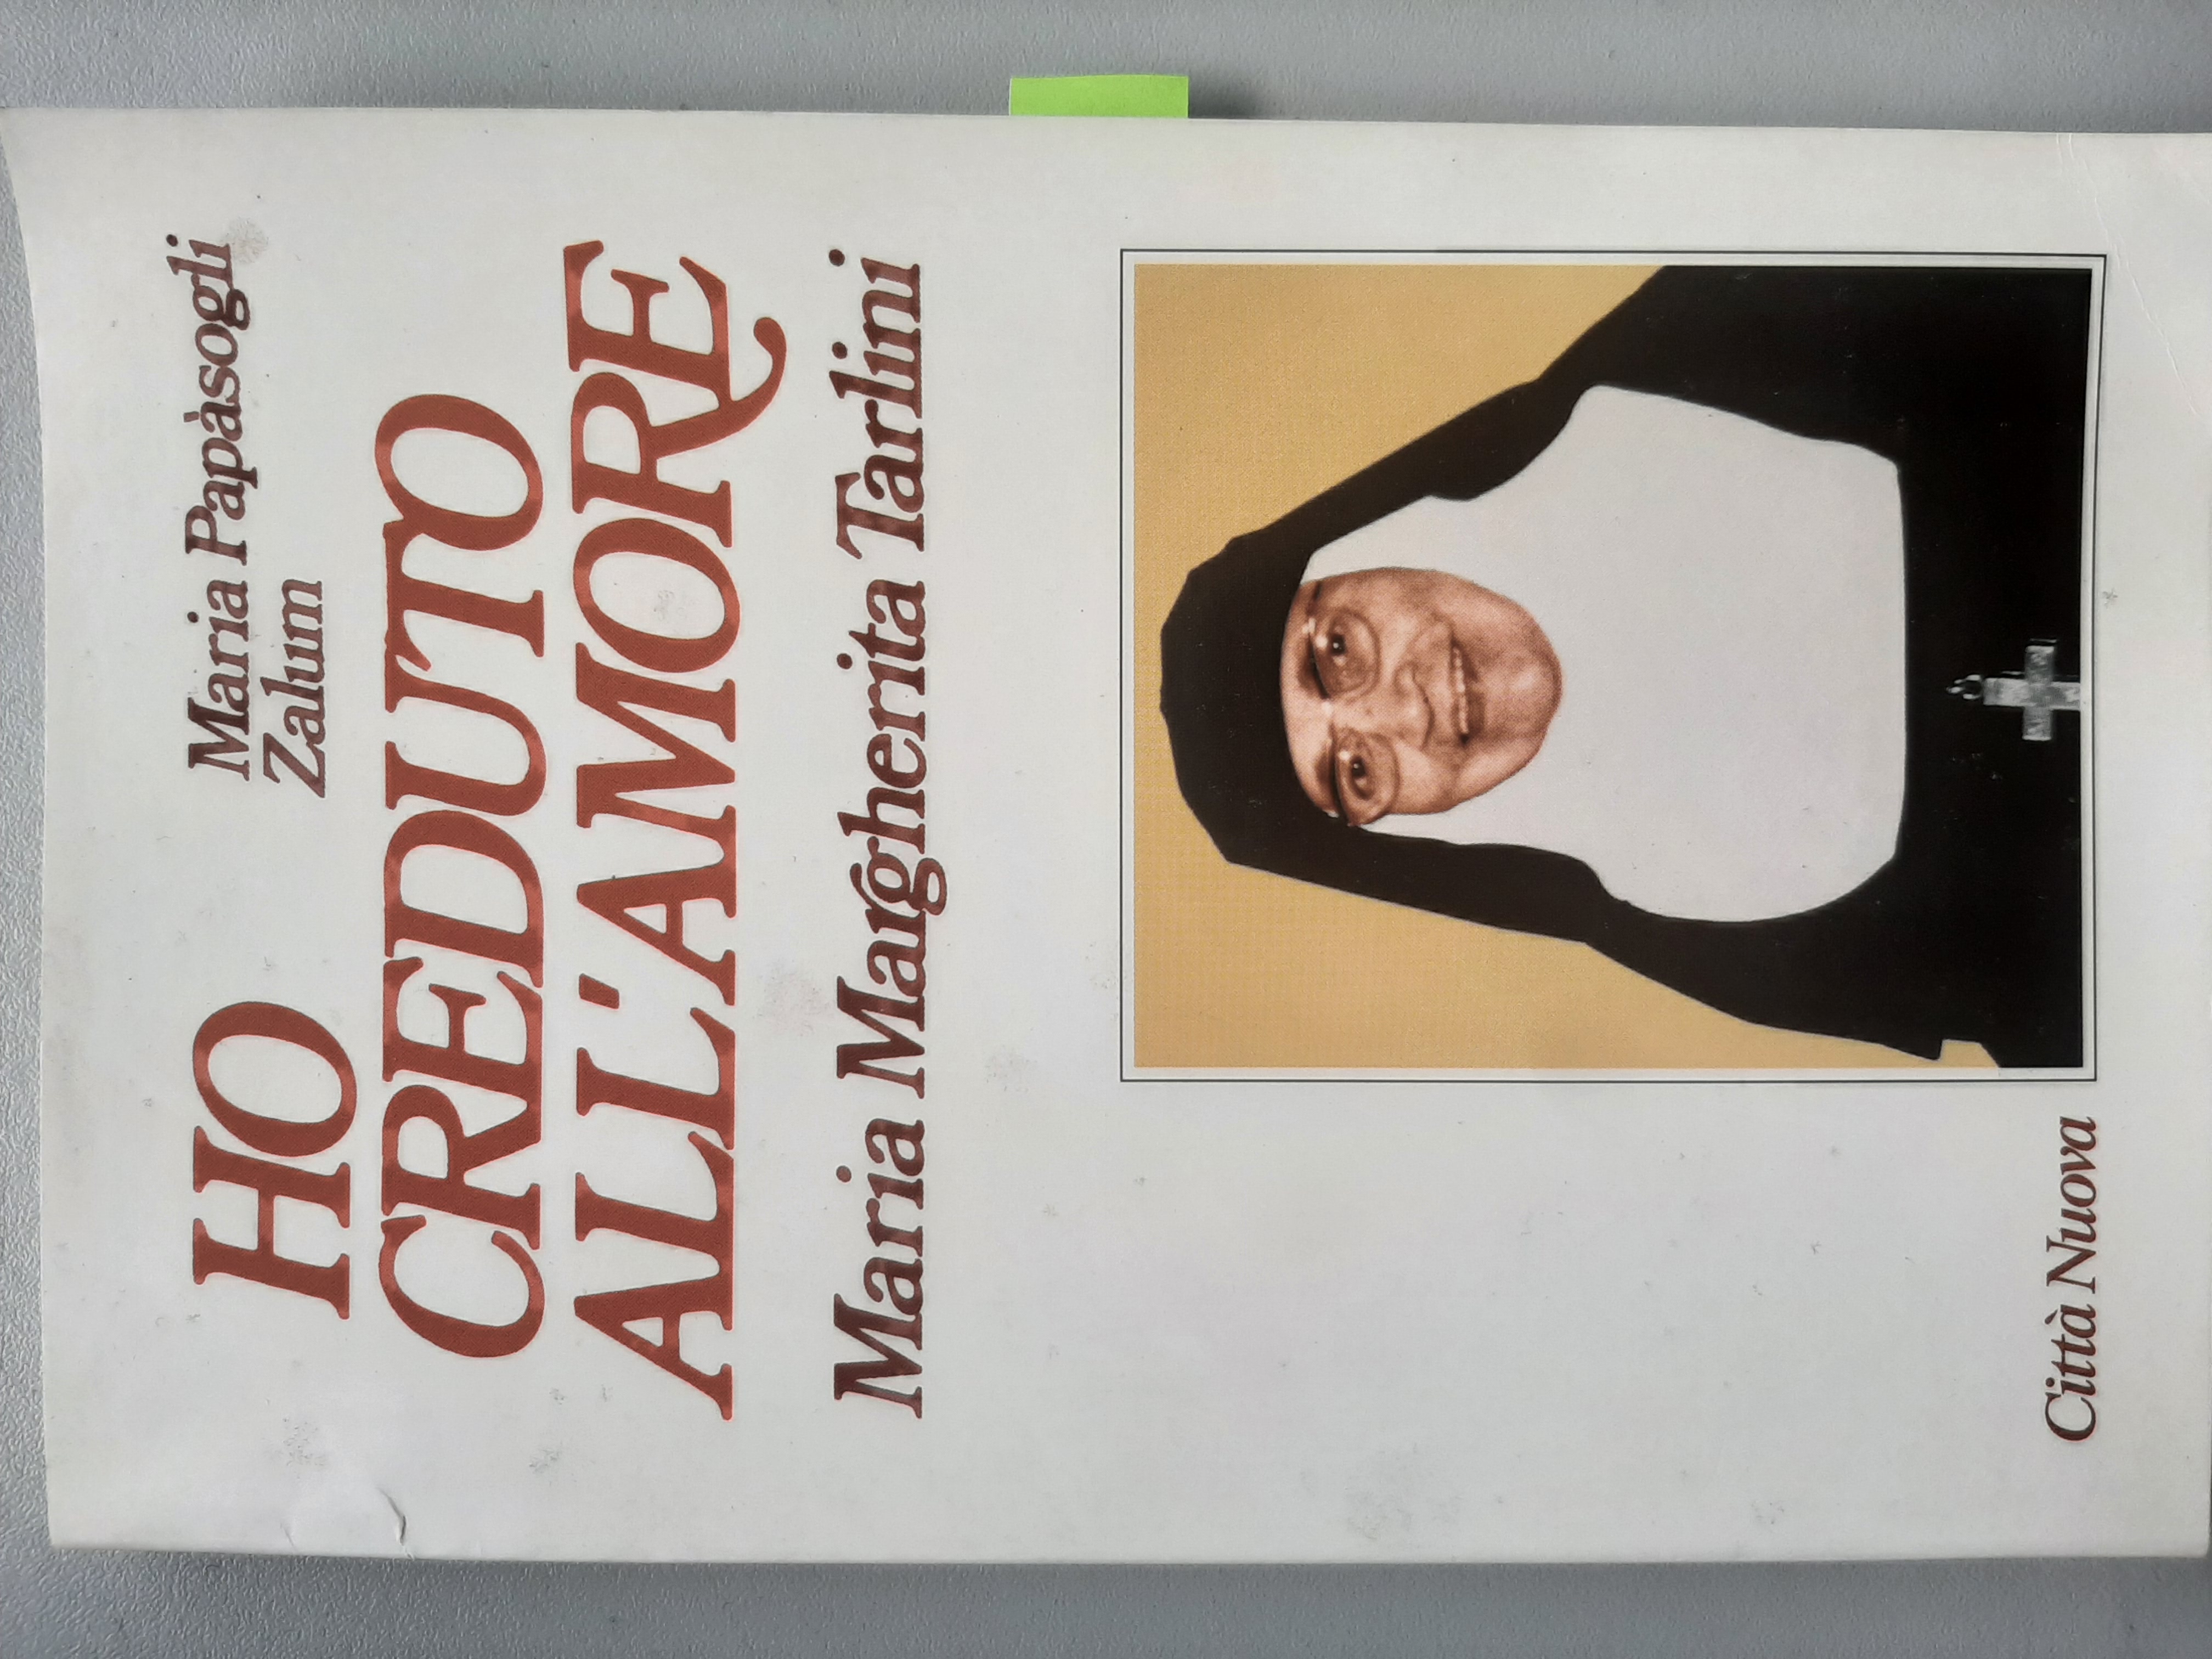 Maria Papàsogli
Zalum
HO
CREDUTO
ALL'AMORE
Maria Margherita Tarlini
Città Nuova